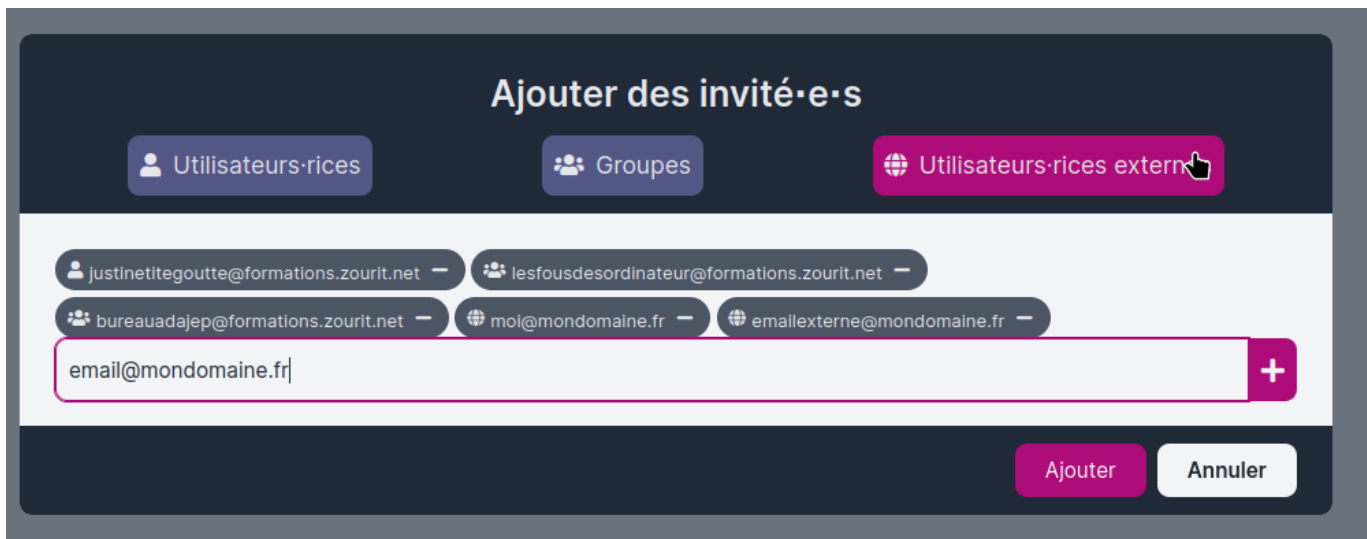 Ajouter des invité·e·s
Utilisateurs·rices Groupes Utilisateurs·rices extern
justinetitegoutte@formations.zourit.net lesfousdesordinateur@formations.zourit.net
bureauadajep@formations.zourit.net moi@mondomaine.fr emailexterne@mondomaine.fr
email@mondomaine.fr
Ajouter Annuler